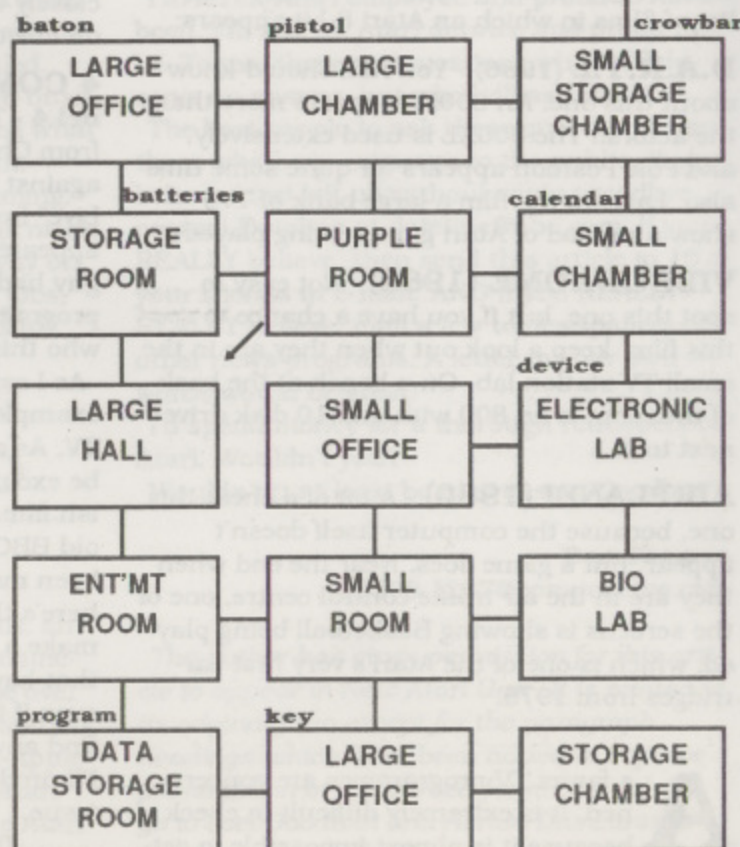 baton
pistol
crowbar
LARGE
OFFICE
LARGE
CHAMBER
SMALL
STORAGE
CHAMBER
batteries
calendar
STORAGE
ROOM
PURPLE
ROOM
SMALL
CHAMBER
device
LARGE
HALL
SMALL
OFFICE
ELECTRONIC
LAB
ENT'MT
ROOM
SMALL
ROOM
BIO
LAB
program
key
DATA
STORAGE
ROOM
LARGE
OFFICE
STORAGE
CHAMBER